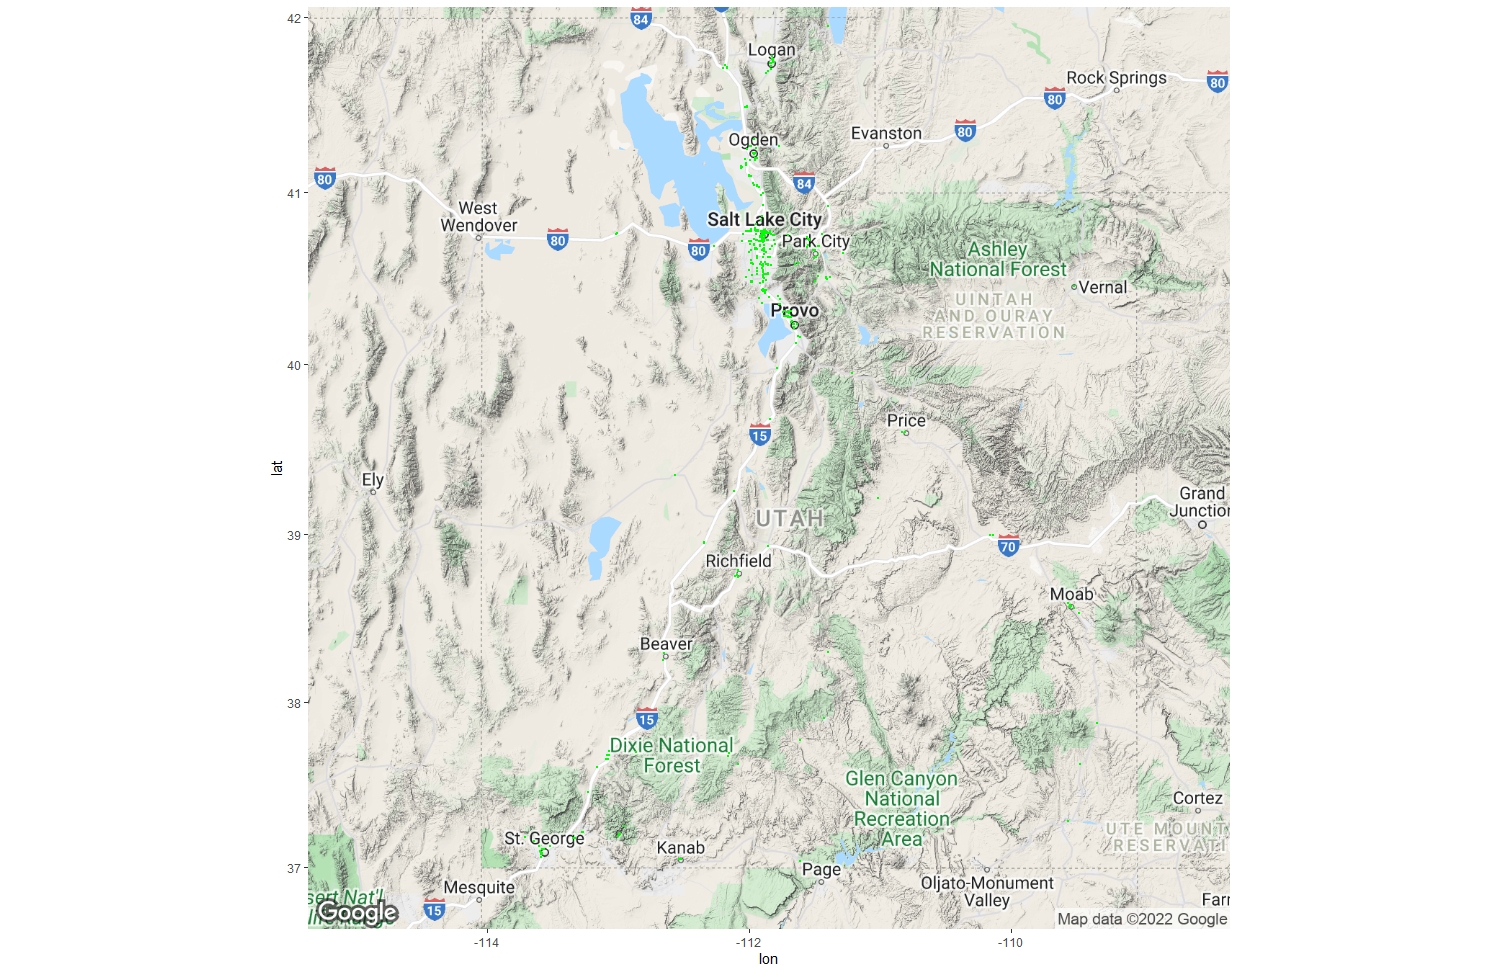 42
84
Logan
Rock Springs
80
80
80
Evanston
Ogden
84
80
41
West
Wendover
80
Salt Lake City
80
Park City
Ashley
National Forest
Vernal
UINTAH
AND OURAY
RESERVATION
Provo
40
Price
15
lat
Ely
Grand
Junction
UTAH
39
70
Richfield
Moab
Beaver
38
15
Dixie National
Forest
Glen Canyon
National
Recreation
Area
Cortez
UTE MOUNT
RESERVATI
St. George
Kanab
37
Page
Mesquite
Oljato-Monument
Valley
Farr
sert Nat'l
15
Google
Map data ©2022 Google
-114
-112
-110
lon